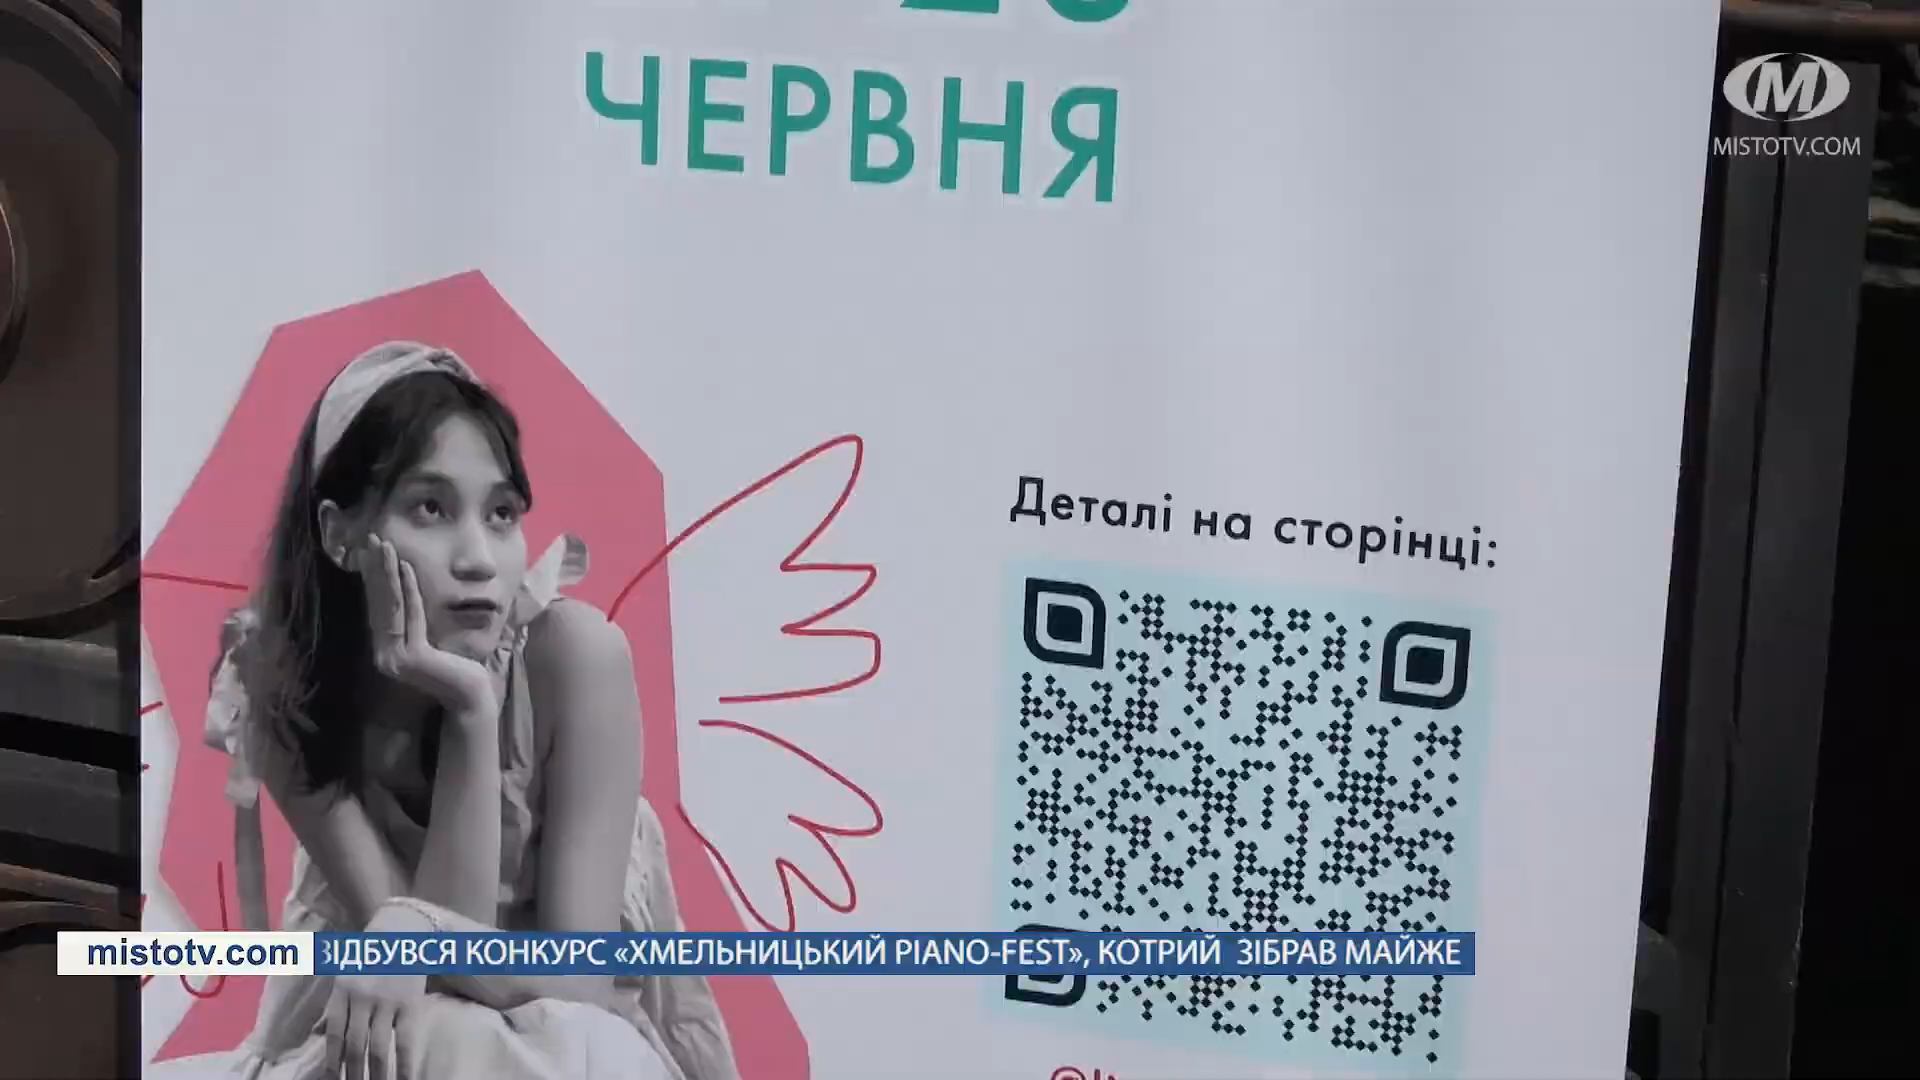 ЧЕРВНЯ
M
MISTOTV.COM
Деталі на сторінці:
mistotv.com
ВІДБУВСЯ КОНКУРС «ХМЕЛЬНИЦЬКИЙ PIANO-FEST», КОТРИЙ ЗІБРАВ МАЙЖЕ